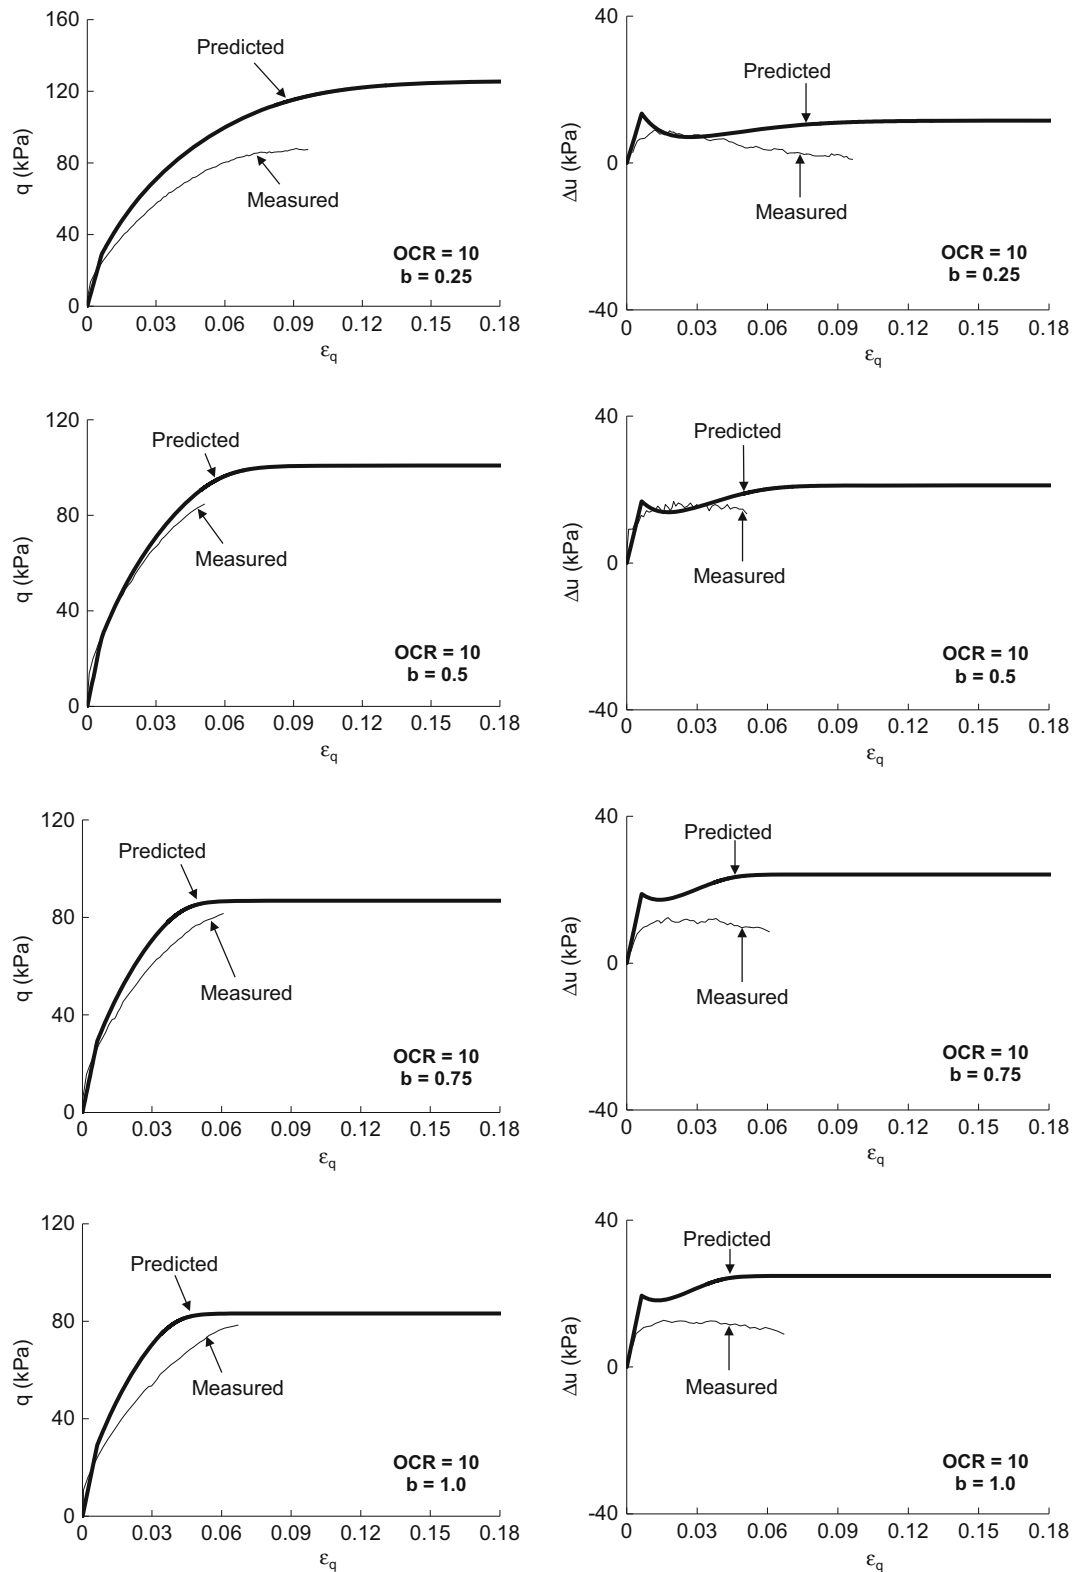 160
120
80
40
0
q (kPa)
Predicted
Measured
OCR = 10
b = 0.25
0 0.03 0.06 0.09 0.12 0.15 0.18
εq
40
0
-40
Δu (kPa)
Predicted
Measured
OCR = 10
b = 0.25
0 0.03 0.06 0.09 0.12 0.15 0.18
εq
120
80
40
0
q (kPa)
Predicted
Measured
OCR = 10
b = 0.5
0 0.03 0.06 0.09 0.12 0.15 0.18
εq
40
0
-40
Δu (kPa)
Predicted
Measured
OCR = 10
b = 0.5
0 0.03 0.06 0.09 0.12 0.15 0.18
εq
120
80
40
0
q (kPa)
Predicted
Measured
OCR = 10
b = 0.75
0 0.03 0.06 0.09 0.12 0.15 0.18
εq
40
0
-40
Δu (kPa)
Predicted
Measured
OCR = 10
b = 0.75
0 0.03 0.06 0.09 0.12 0.15 0.18
εq
120
80
40
0
q (kPa)
Predicted
Measured
OCR = 10
b = 1.0
0 0.03 0.06 0.09 0.12 0.15 0.18
εq
40
0
-40
Δu (kPa)
Predicted
Measured
OCR = 10
b = 1.0
0 0.03 0.06 0.09 0.12 0.15 0.18
εq